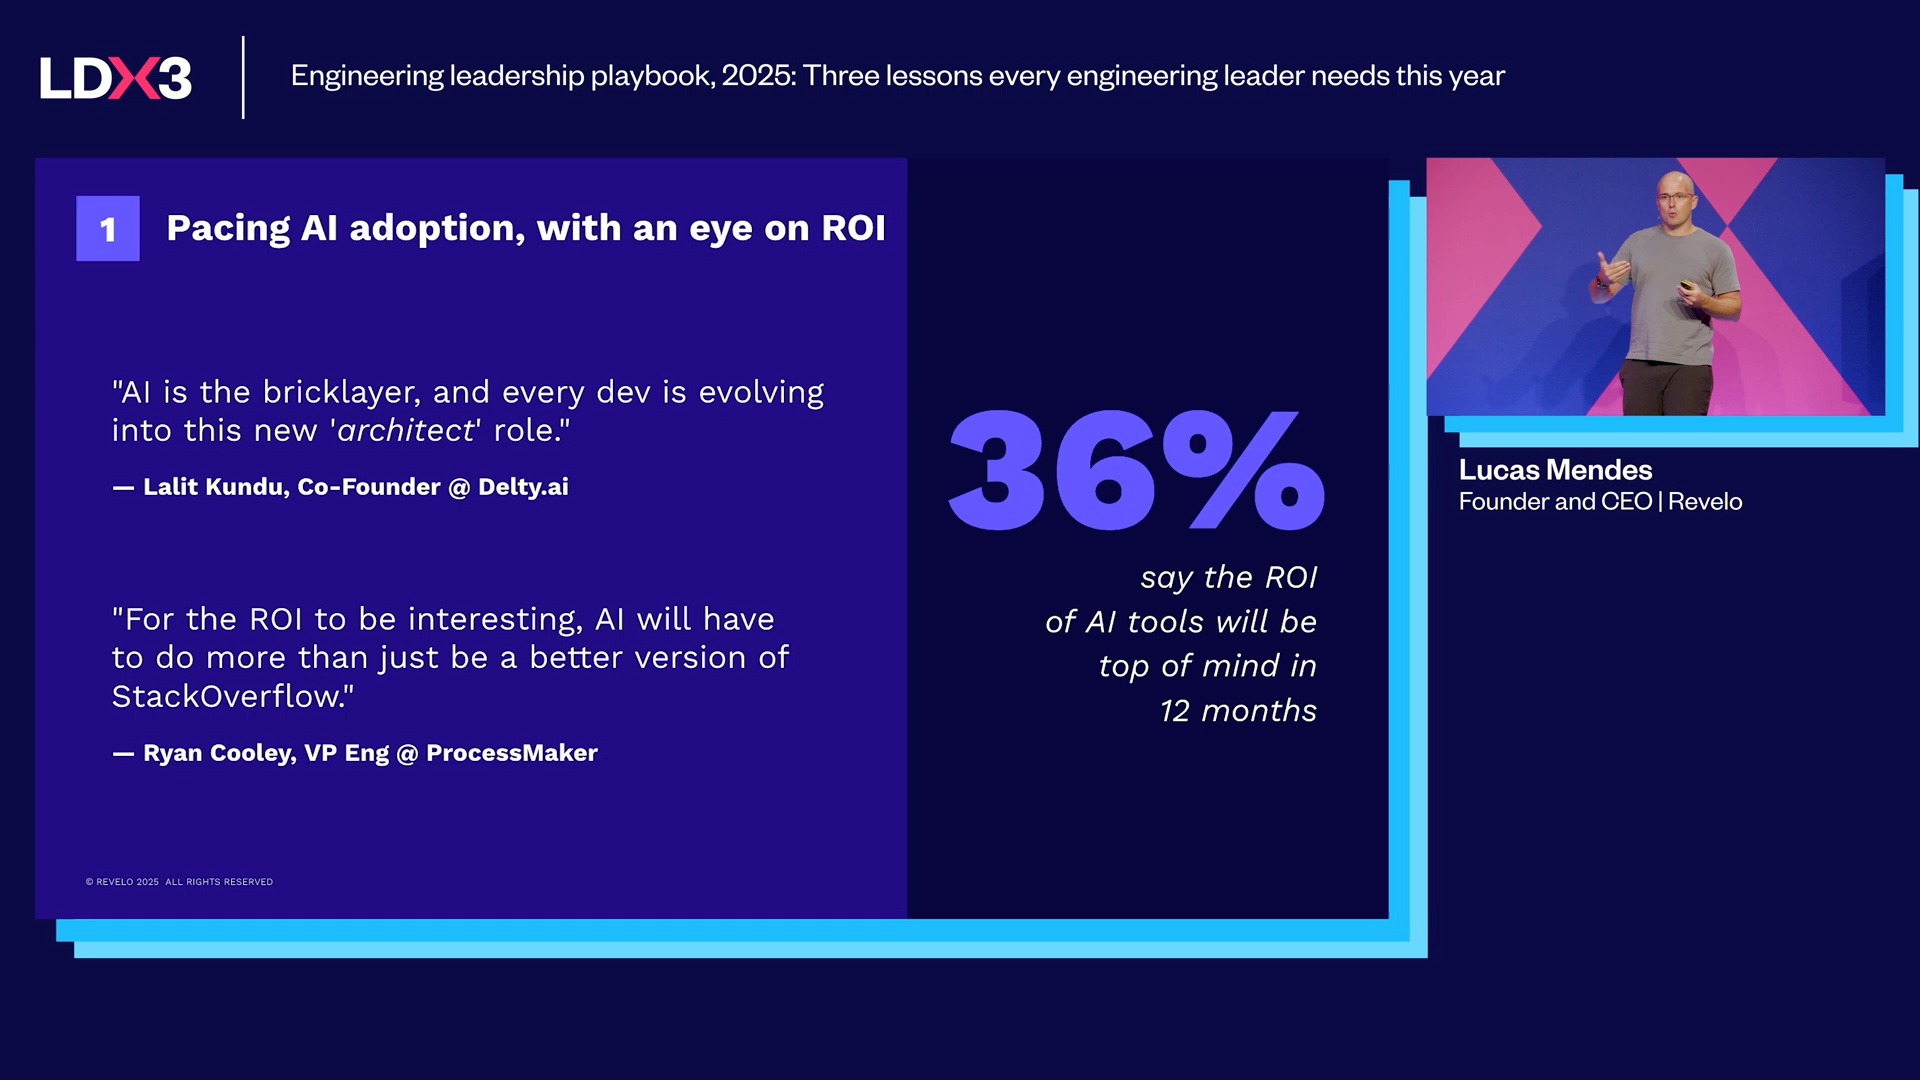 LDX3
Engineering leadership playbook, 2025: Three lessons every engineering leader needs this year
1
Pacing AI adoption, with an eye on ROI
"AI is the bricklayer, and every dev is evolving
into this new 'architect' role."
— Lalit Kundu, Co-Founder @ Delty.ai
"For the ROI to be interesting, AI will have
to do more than just be a better version of
StackOverflow."
— Ryan Cooley, VP Eng @ ProcessMaker
© REVELO 2025 ALL RIGHTS RESERVED
36%
say the ROI
of AI tools will be
top of mind in
12 months
Lucas Mendes
Founder and CEO | Revelo